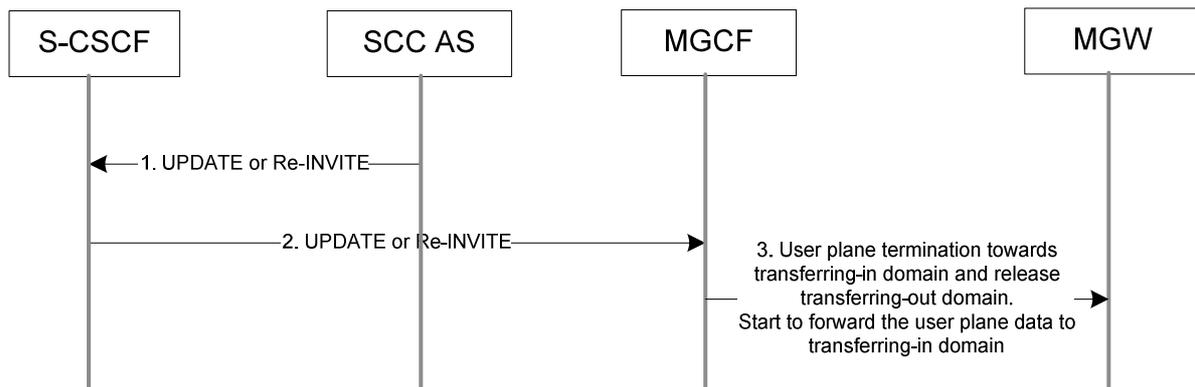 S-CSCF
SCC AS
MGCF
MGW
1. UPDATE or Re-INVITE
2. UPDATE or Re-INVITE
3. User plane termination towards
transferring-in domain and release
transferring-out domain.
Start to forward the user plane data to
transferring-in domain